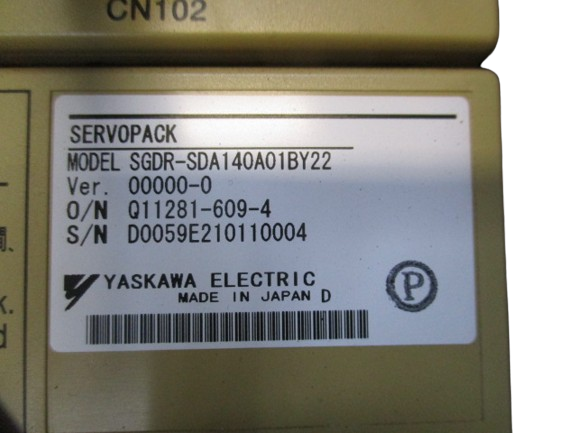 CN102
SERVOPACK
MODEL SGDR-SDA140A01BY22
Ver. 00000-0
O/N Q11281-609-4
S/N D0059E210110004
YASKAWA ELECTRIC
MADE IN JAPAN D
P
k.
d